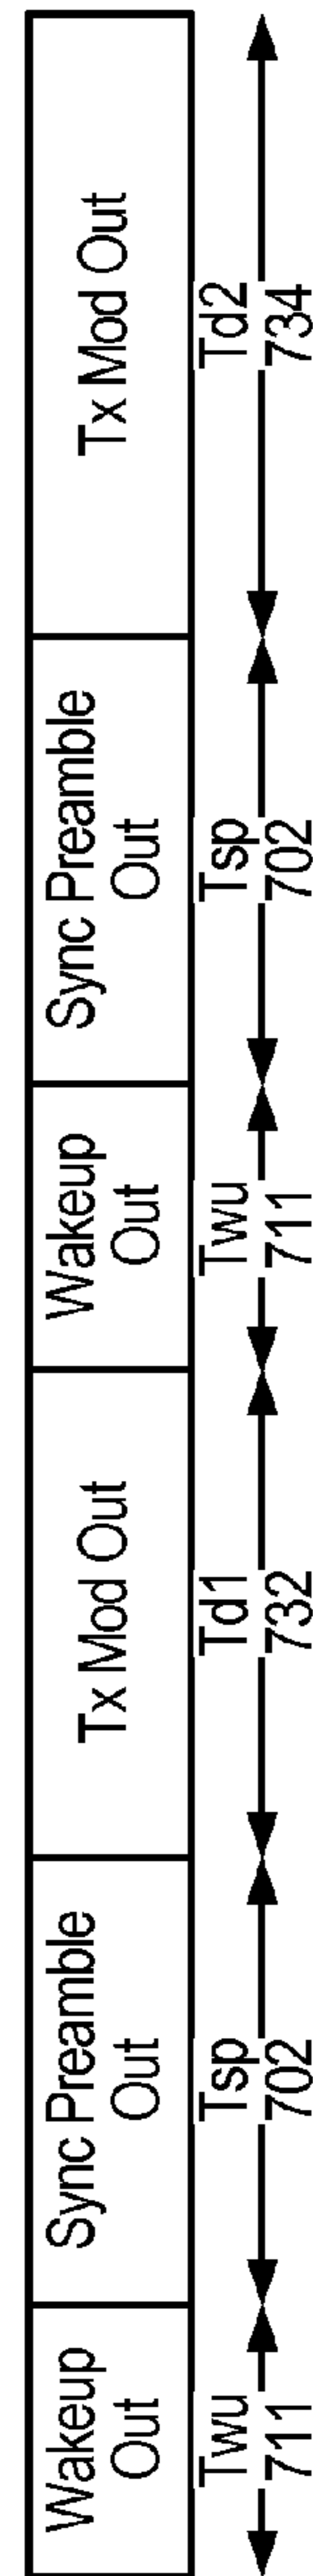 Wakeup
Out
Sync Preamble
Out
Tx Mod Out
Wakeup
Out
Sync Preamble
Out
Tx Mod Out
Twu
711
Tsp
702
Td1
732
Twu
711
Tsp
702
Td2
734